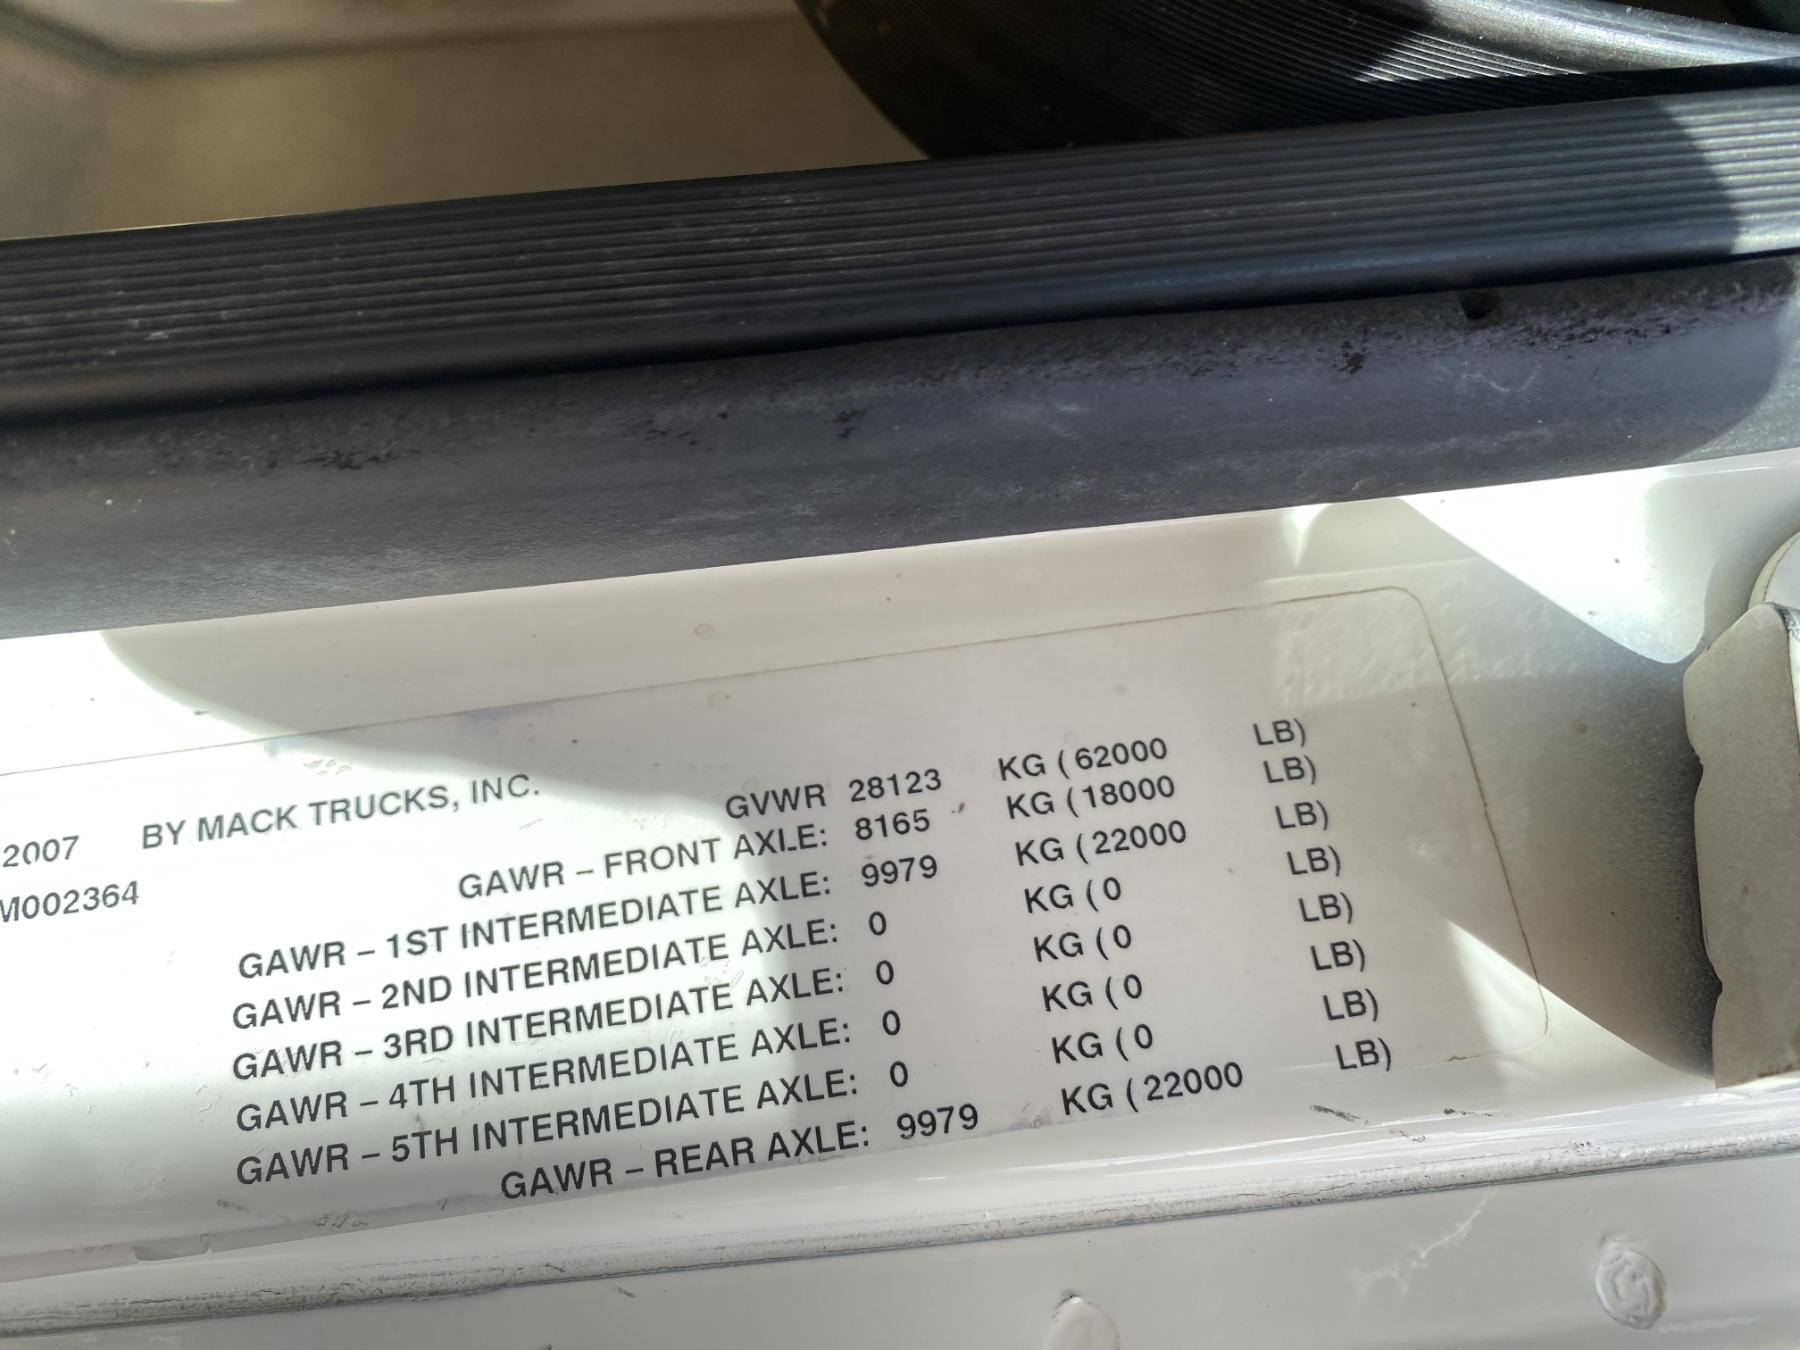 2007 BY MACK TRUCKS, INC.
M002364
GVWR 28123 KG (62000 LB)
GAWR – FRONT AXLE: 8165 KG (18000 LB)
GAWR – 1ST INTERMEDIATE AXLE: 9979 KG (22000 LB)
GAWR – 2ND INTERMEDIATE AXLE: 0 KG (0 LB)
GAWR – 3RD INTERMEDIATE AXLE: 0 KG (0 LB)
GAWR – 4TH INTERMEDIATE AXLE: 0 KG (0 LB)
GAWR – 5TH INTERMEDIATE AXLE: 0 KG (0 LB)
GAWR – REAR AXLE: 9979 KG (22000 LB)